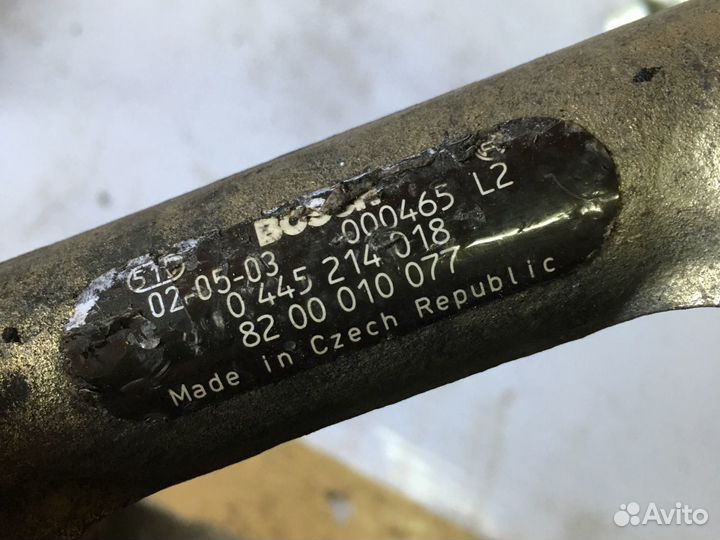 BOSCH
02-05-03 000465 L2
0 445 214 018
82 00 010 077
Made in Czech Republic
Avito